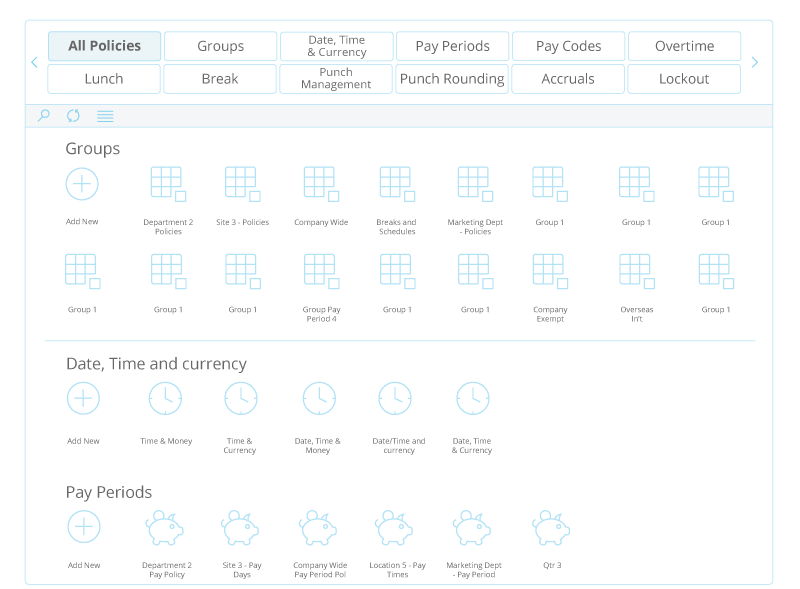 All Policies
Groups
Date, Time
& Currency
Pay Periods
Pay Codes
Overtime
Lunch
Break
Punch
Management
Punch Rounding
Accruals
Lockout
Groups
Add New
Department 2
Policies
Site 3 - Policies
Company Wide
Breaks and
Schedules
Marketing Dept
- Policies
Group 1
Group 1
Group 1
Group 1
Group 1
Group 1
Group Pay
Period 4
Group 1
Group 1
Company
Exempt
Overseas
In't
Group 1
Date, Time and currency
Add New
Time & Money
Time &
Currency
Date, Time &
Money
Date/Time and
currency
Date, Time
& Currency
Pay Periods
Add New
Department 2
Pay Policy
Site 3 - Pay
Days
Company Wide
Pay Period Pol
Location 5 - Pay
Times
Marketing Dept
- Pay Period
Qtr 3